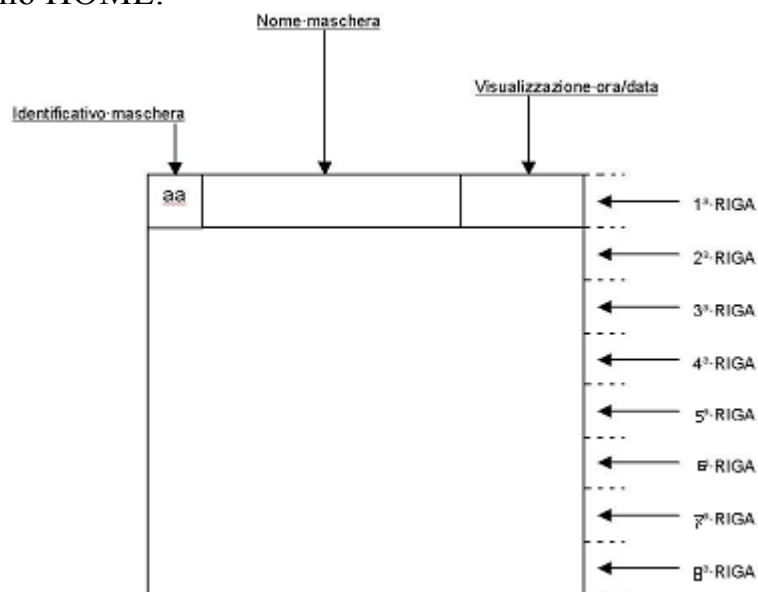 HOME.
Nome maschera
Visualizzazione ora/data
Identificativo maschera
aa
1ª RIGA
2ª RIGA
3ª RIGA
4ª RIGA
5ª RIGA
6ª RIGA
7ª RIGA
8ª RIGA